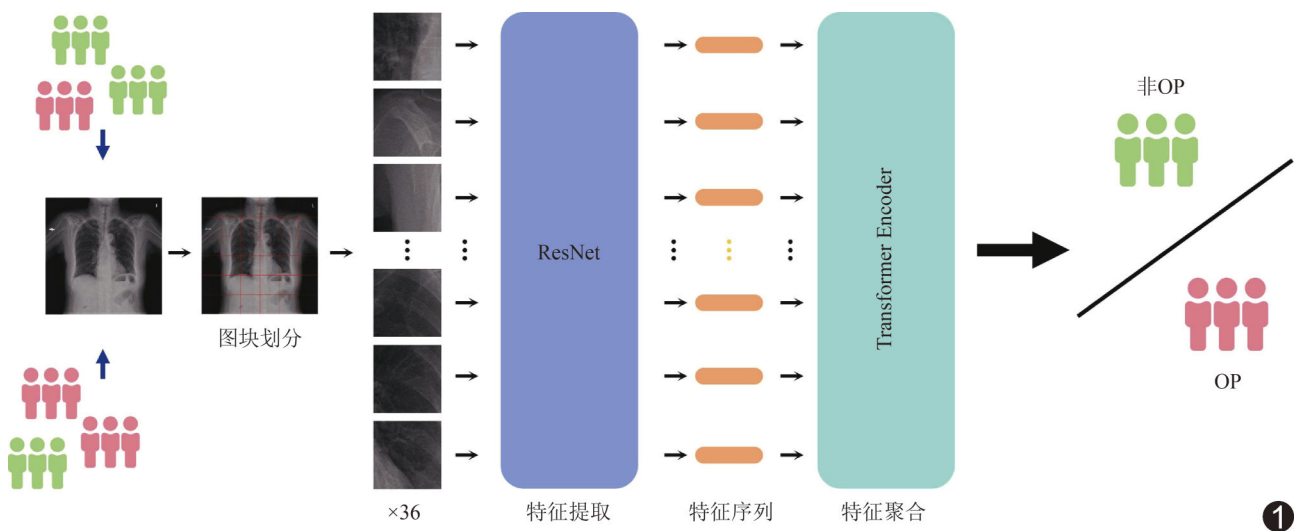 非OP
ResNet
Transformer Encoder
图块划分
OP
×36
特征提取
特征序列
特征聚合
1